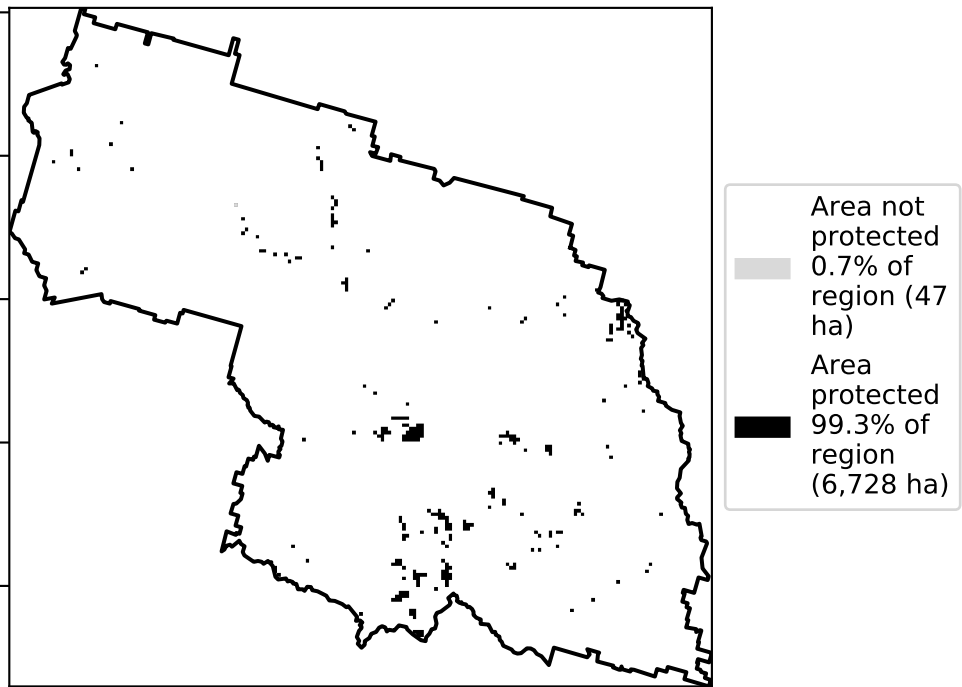 Area not
protected
0.7% of
region (47
ha)
Area
protected
99.3% of
region
(6,728 ha)